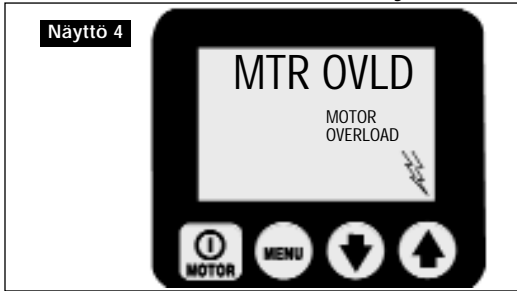 Näyttö 4
MTR OVLD
MOTOR
OVERLOAD
MOTOR
MENU